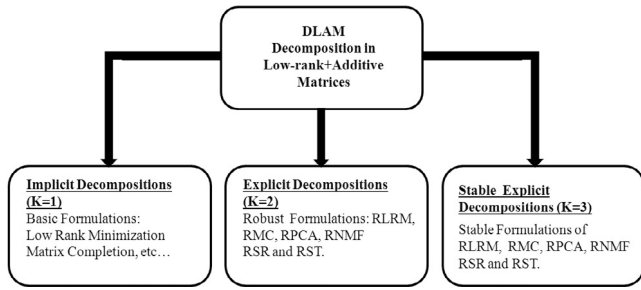 DLAM
Decomposition in
Low-rank+Additive
Matrices
Implicit Decompositions
(K=1)
Basic Formulations:
Low Rank Minimization
Matrix Completion, etc…
Explicit Decompositions
(K=2)
Robust Formulations: RLRM,
RMC, RPCA, RNMF
RSR and RST.
Stable Explicit
Decompositions (K=3)
Stable Formulations of
RLRM, RMC, RPCA, RNMF
RSR and RST.